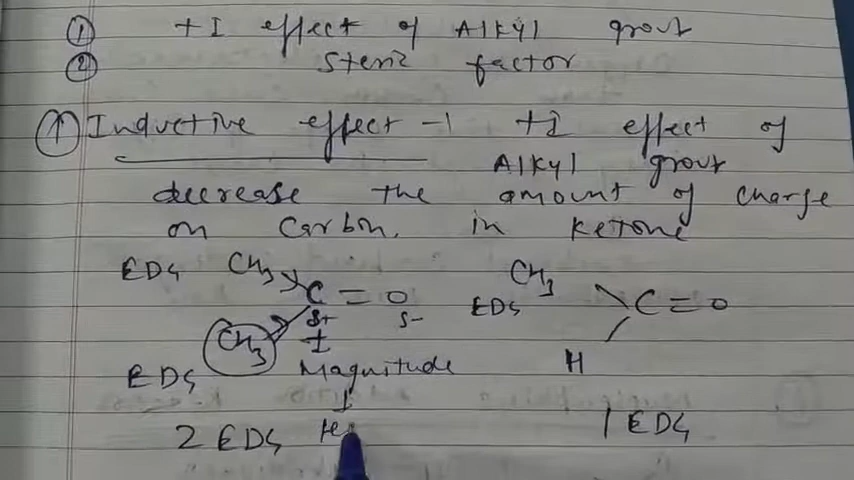 ① +I effect of Alkyl group
② Steric factor
① Inductive effect -1 +I effect of
Alkyl group
decrease the amount of charge
on Carbon. in Ketone
EDG CH3 C = O CH3 EDG C = O
δ+ δ-
CH3 H
EDG Magnitude
2 EDG 1 EDG